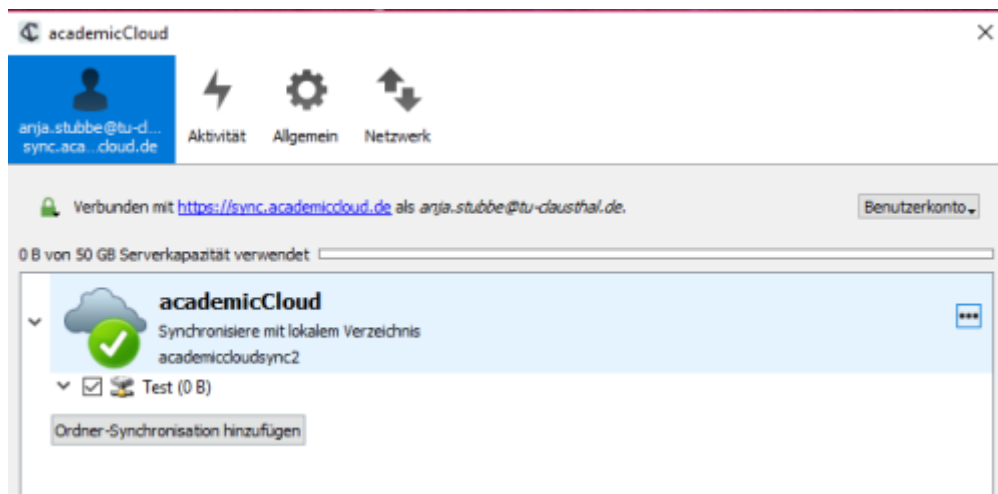 academicCloud
anja.stubbe@tu-d...
sync.aca...cloud.de
Aktivität
Allgemein
Netzwerk
Verbunden mit https://sync.academiccloud.de als anja.stubbe@tu-clausthal.de.
Benutzerkonto
0 B von 50 GB Serverkapazität verwendet
academicCloud
Synchronisiere mit lokalem Verzeichnis
academiccloudsync2
Test (0 B)
Ordner-Synchronisation hinzufügen